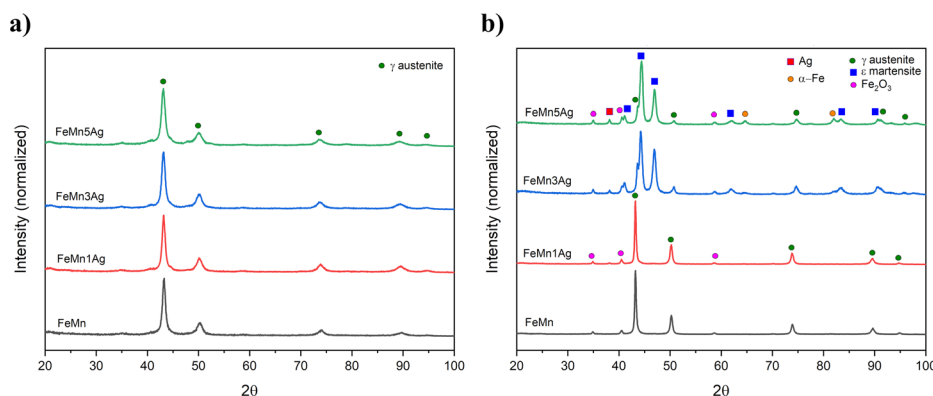 a)
γ austenite
FeMn5Ag
FeMn3Ag
FeMn1Ag
FeMn
Intensity (normalized)
20 30 40 50 60 70 80 90 100
2θ
b)
Ag
γ austenite
α−Fe
ε martensite
Fe₂O₃
FeMn5Ag
FeMn3Ag
FeMn1Ag
FeMn
Intensity (normalized)
20 30 40 50 60 70 80 90 100
2θ